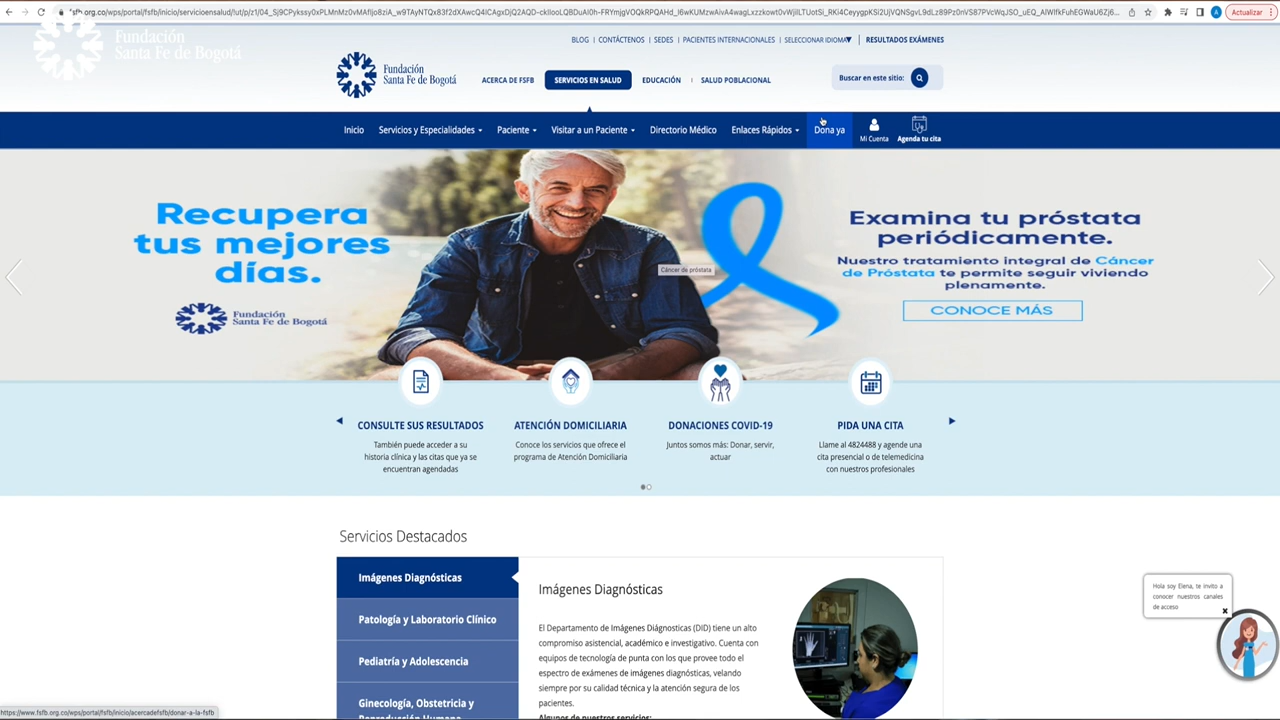 Fundación
Santa Fe de Bogotá
BLOG | CONTÁCTENOS | SEDES | PACIENTES INTERNACIONALES | SELECCIONAR IDIOMA▼ | RESULTADOS EXÁMENES
Fundación
Santa Fe de Bogotá
ACERCA DE FSFB
SERVICIOS EN SALUD
EDUCACIÓN
SALUD POBLACIONAL
Buscar en este sitio:
Actualizar
Inicio
Servicios y Especialidades
Paciente
Visitar a un Paciente
Directorio Médico
Enlaces Rápidos
Dona ya
Mi Cuenta
Agenda tu cita
Recupera
tus mejores
días.
Fundación
Santa Fe de Bogotá
Cáncer de próstata
Examina tu próstata
periódicamente.
Nuestro tratamiento integral de Cáncer
de Próstata te permite seguir viviendo
plenamente.
CONOCE MÁS
CONSULTE SUS RESULTADOS
También puede acceder a su
historia clínica y las citas que ya se
encuentran agendadas
ATENCIÓN DOMICILIARIA
Conoce los servicios que ofrece el
programa de Atención Domiciliaria
DONACIONES COVID-19
Juntos somos más: Donar, servir,
actuar
PIDA UNA CITA
Llame al 4824488 y agende una
cita presencial o de telemedicina
con nuestros profesionales
Servicios Destacados
Imágenes Diagnósticas
Patología y Laboratorio Clínico
Pediatría y Adolescencia
Ginecología, Obstetricia y
Reproducción Humana
Imágenes Diagnósticas
El Departamento de Imágenes Diágnosticas (DID) tiene un alto
compromiso asistencial, académico e investigativo. Cuenta con
equipos de tecnología de punta con los que provee todo el
espectro de exámenes de imágenes diagnósticas, velando
siempre por su calidad técnica y la atención segura de los
pacientes.
Algunos de nuestros servicios:
Hola soy Elena, te invito a
conocer nuestros canales
de acceso
https://www.fsfb.org.co/wps/portal/fsfb/inicio/acercadefsfb/donar-a-la-fsfb